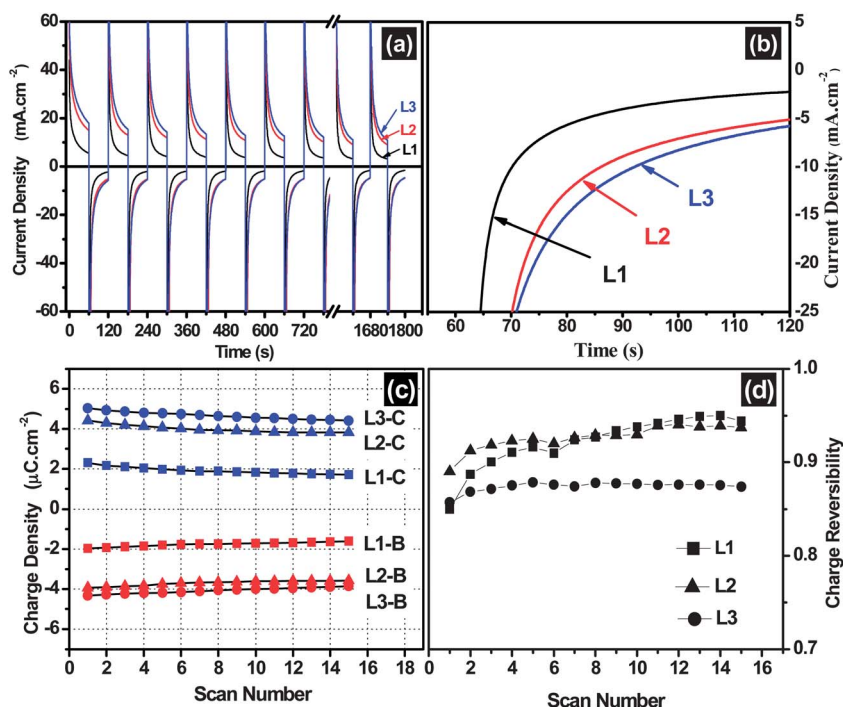 (a)
60
40
20
0
-20
-40
-60
Current Density (mA.cm⁻²)
L3
L2
L1
0 120 240 360 480 600 720 1680 1800
Time (s)
(b)
5
0
-5
-10
-15
-20
-25
Current Density (mA.cm⁻²)
L3
L2
L1
60 70 80 90 100 110 120
Time (s)
(c)
6
4
2
0
-2
-4
-6
Charge Density (μC.cm⁻²)
L3-C
L2-C
L1-C
L1-B
L2-B
L3-B
0 2 4 6 8 10 12 14 16 18
Scan Number
(d)
1.0
0.9
0.8
0.7
Charge Reversibility
L1
L2
L3
0 2 4 6 8 10 12 14 16
Scan Number